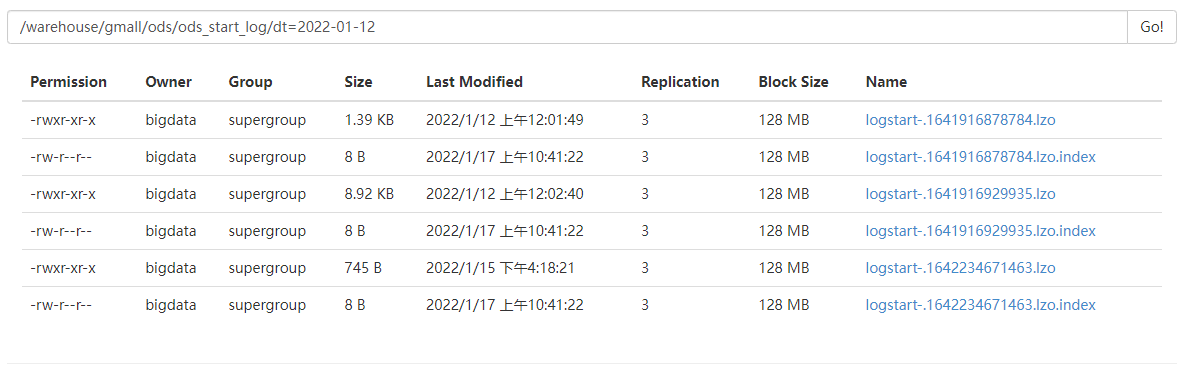 /warehouse/gmall/ods/ods_start_log/dt=2022-01-12 Go!
Permission Owner Group Size Last Modified Replication Block Size Name
-rwxr-xr-x bigdata supergroup 1.39 KB 2022/1/12 上午12:01:49 3 128 MB logstart-.1641916878784.lzo
-rw-r--r-- bigdata supergroup 8 B 2022/1/17 上午10:41:22 3 128 MB logstart-.1641916878784.lzo.index
-rwxr-xr-x bigdata supergroup 8.92 KB 2022/1/12 上午12:02:40 3 128 MB logstart-.1641916929935.lzo
-rw-r--r-- bigdata supergroup 8 B 2022/1/17 上午10:41:22 3 128 MB logstart-.1641916929935.lzo.index
-rwxr-xr-x bigdata supergroup 745 B 2022/1/15 下午4:18:21 3 128 MB logstart-.1642234671463.lzo
-rw-r--r-- bigdata supergroup 8 B 2022/1/17 上午10:41:22 3 128 MB logstart-.1642234671463.lzo.index